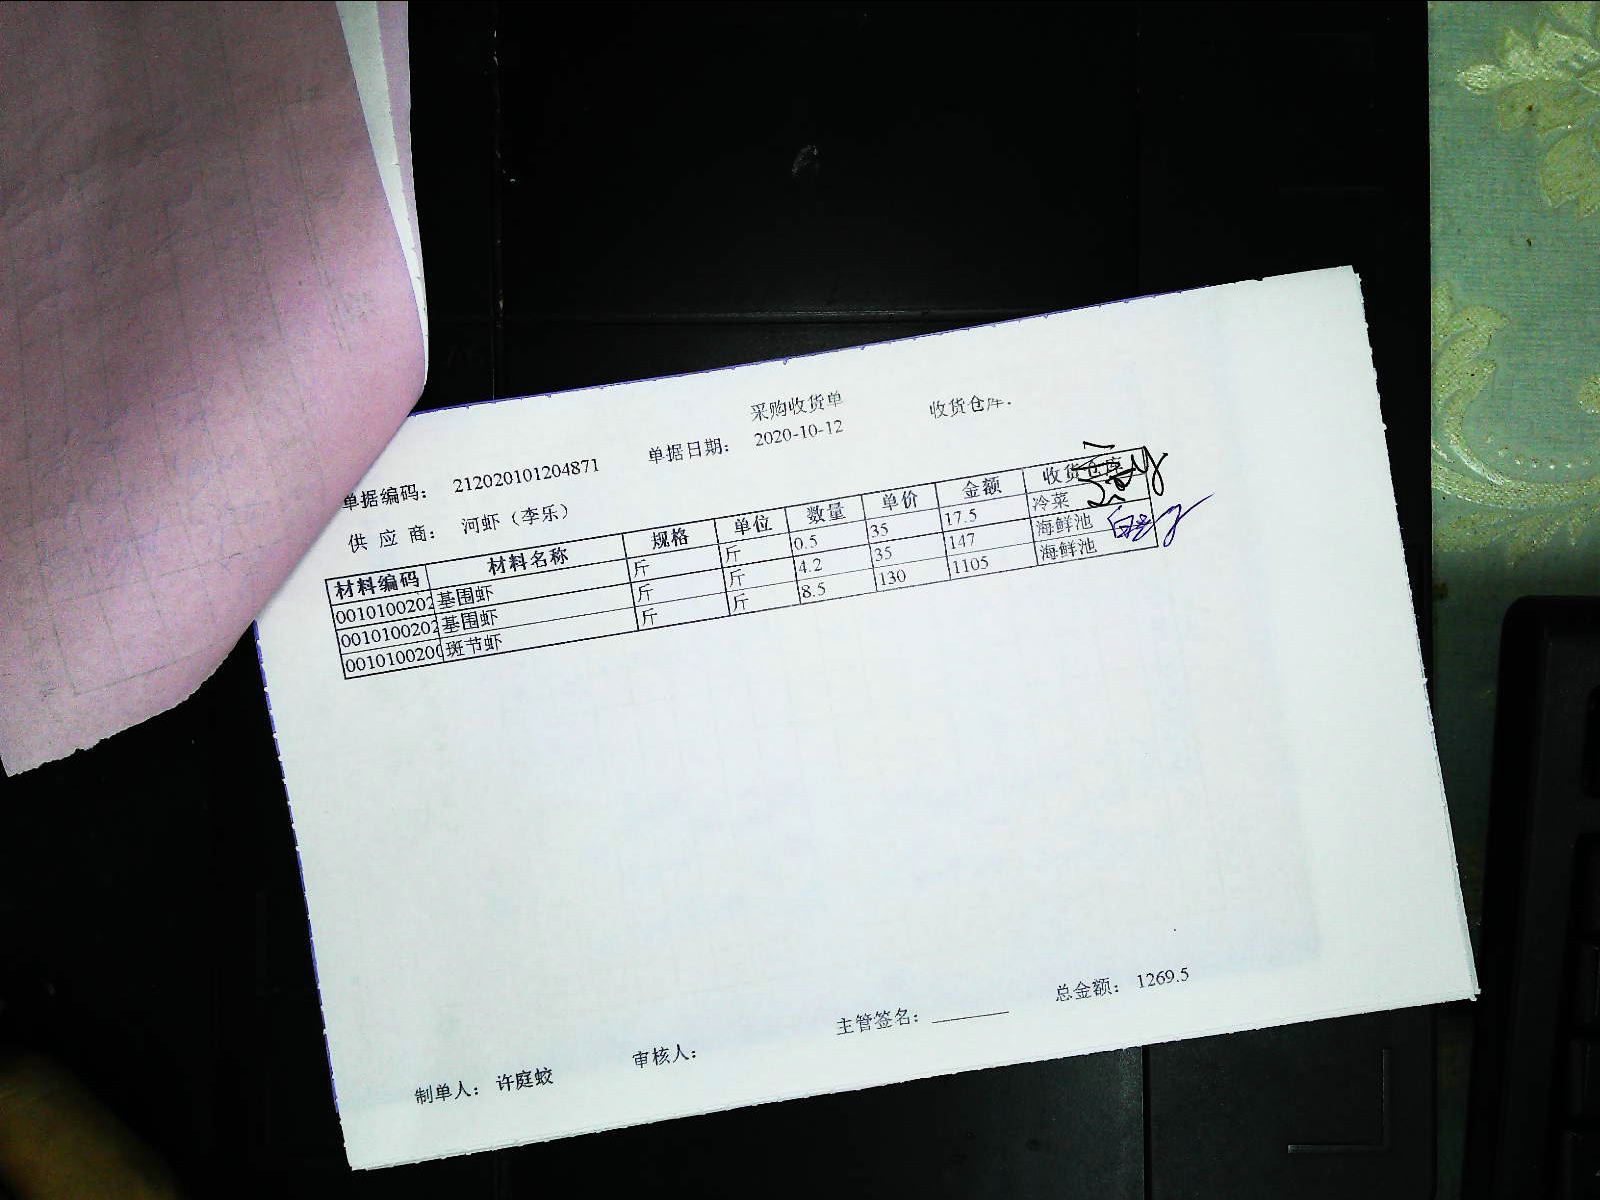 采购收货单
单据编码： 212020101204871 单据日期： 2020-10-12 收货仓库：
供 应 商： 河虾（李乐）
材料编码 材料名称 规格 单位 数量 单价 金额 收货仓库
0010100202 基围虾 斤 斤 0.5 35 17.5 冷菜
0010100202 基围虾 斤 斤 4.2 35 147 海鲜池
001010020 斑节虾 斤 斤 8.5 130 1105 海鲜池
总金额： 1269.5
制单人： 许庭蛟 审核人： 主管签名：